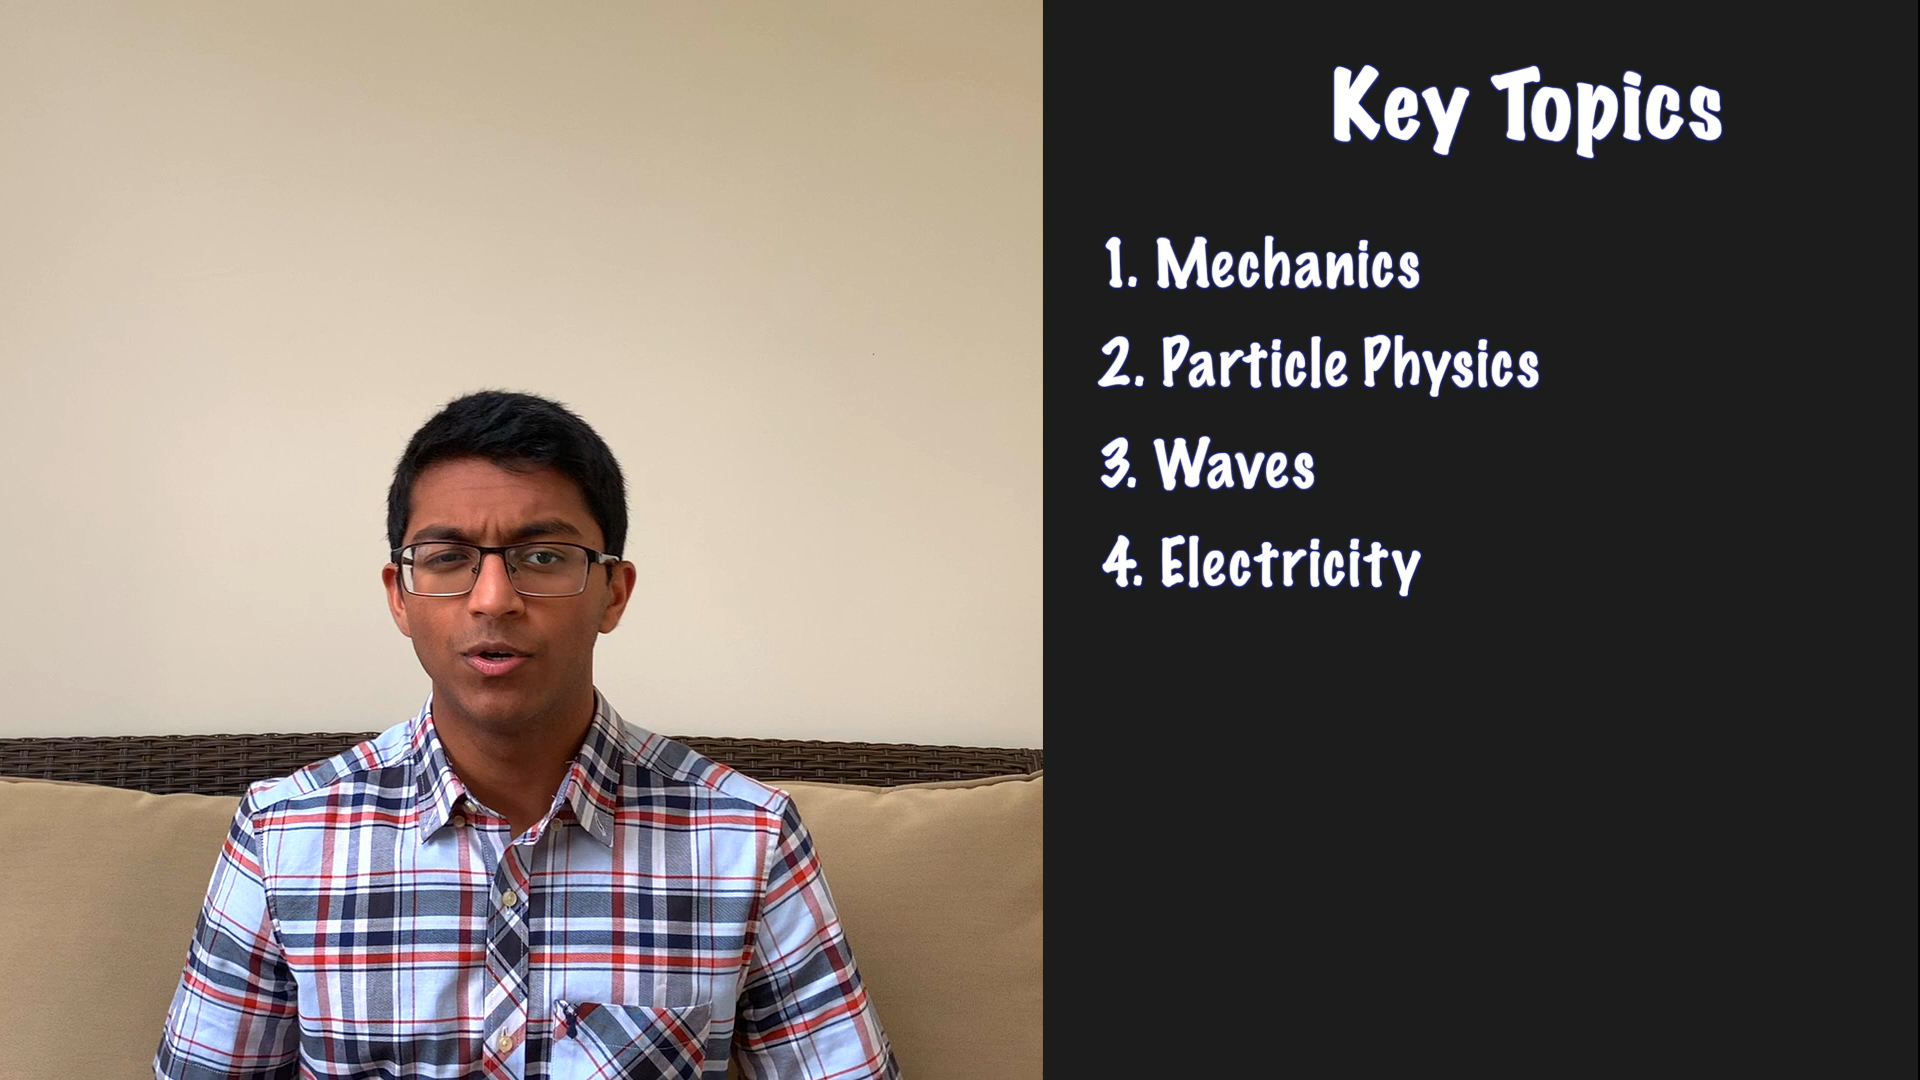 Key Topics
1. Mechanics
2. Particle Physics
3. Waves
4. Electricity